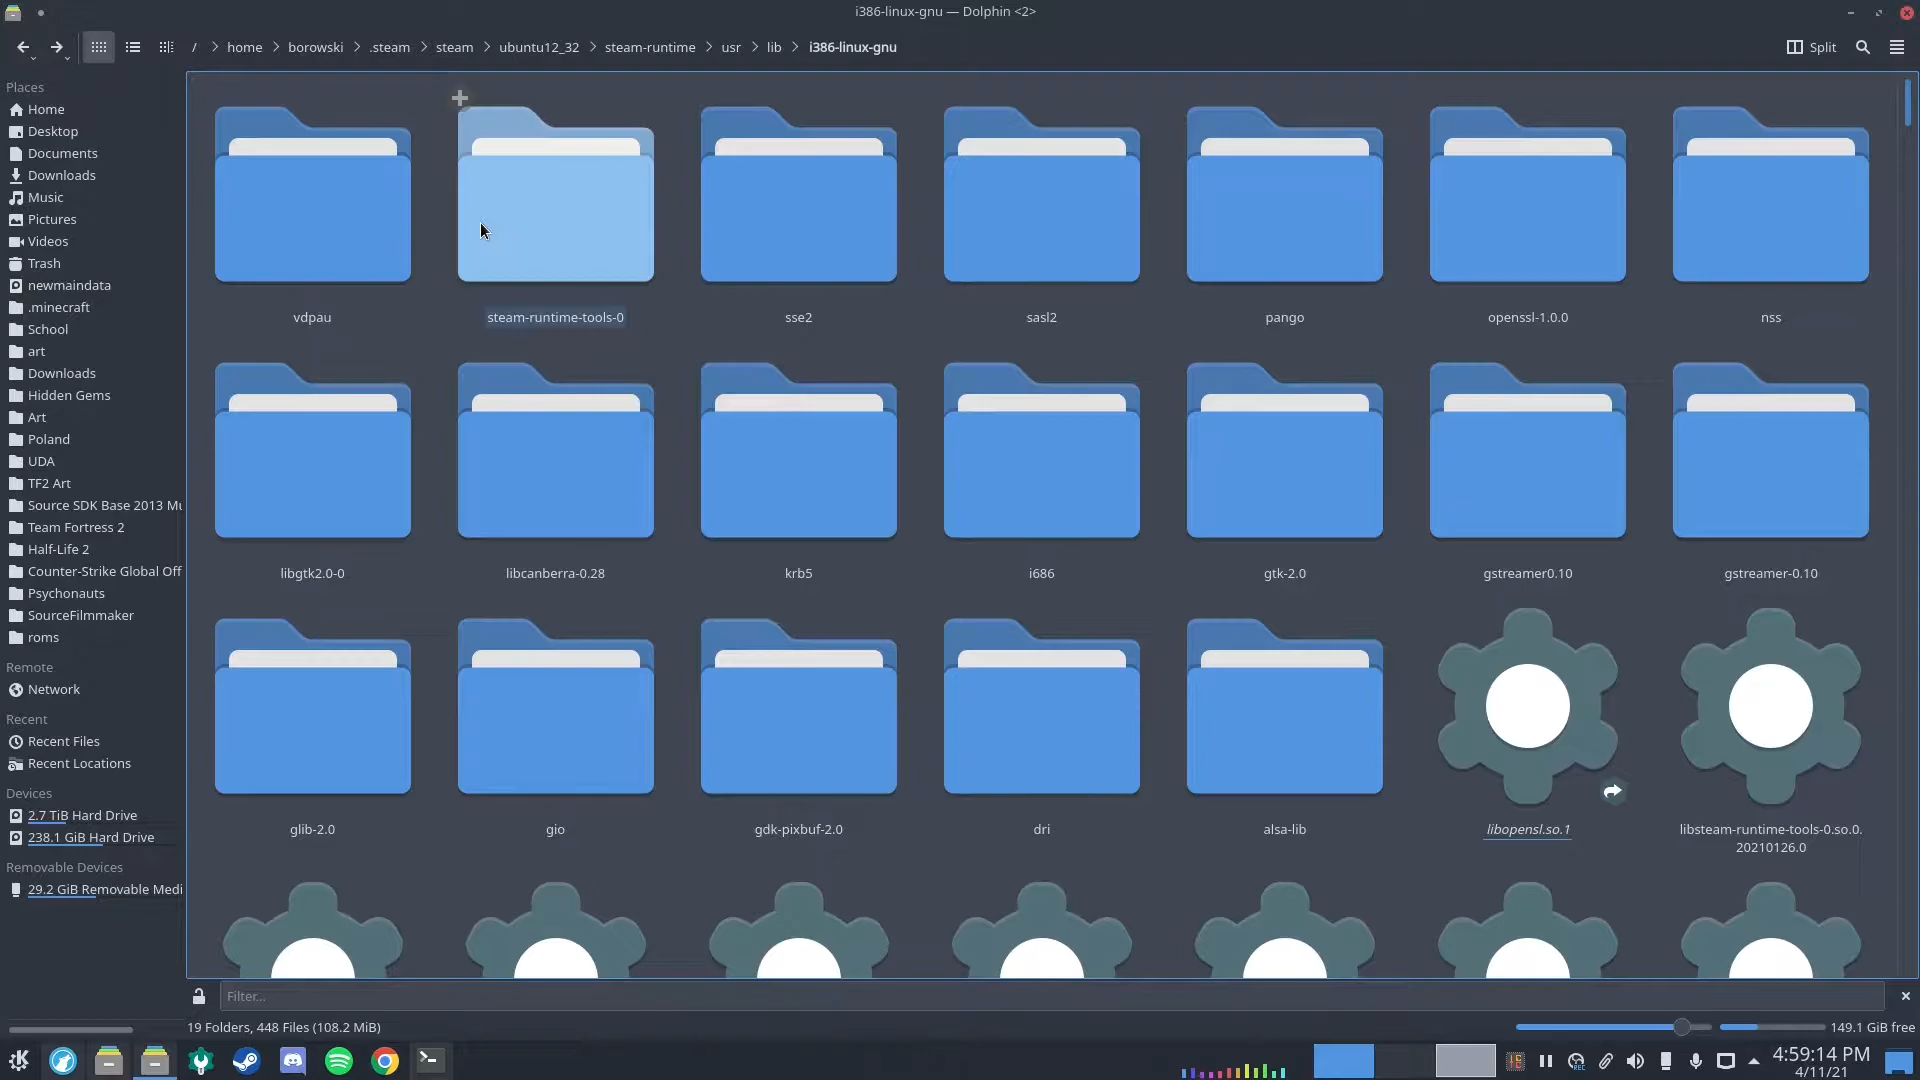 i386-linux-gnu — Dolphin <2>
/ > home > borowski > .steam > steam > ubuntu12_32 > steam-runtime > usr > lib > i386-linux-gnu
Split
Places
Home
Desktop
Documents
Downloads
Music
Pictures
Videos
Trash
newmaindata
.minecraft
School
art
Downloads
Hidden Gems
Art
Poland
UDA
TF2 Art
Source SDK Base 2013 Mu
Team Fortress 2
Half-Life 2
Counter-Strike Global Off
Psychonauts
SourceFilmmaker
roms
Remote
Network
Recent
Recent Files
Recent Locations
Devices
2.7 TiB Hard Drive
238.1 GiB Hard Drive
Removable Devices
29.2 GiB Removable Medi
vdpau
steam-runtime-tools-0
sse2
sasl2
pango
openssl-1.0.0
nss
libgtk2.0-0
libcanberra-0.28
krb5
i686
gtk-2.0
gstreamer0.10
gstreamer-0.10
glib-2.0
gio
gdk-pixbuf-2.0
dri
alsa-lib
libopensl.so.1
libsteam-runtime-tools-0.so.0.
20210126.0
Filter...
19 Folders, 448 Files (108.2 MiB)
149.1 GiB free
4:59:14 PM
4/11/21